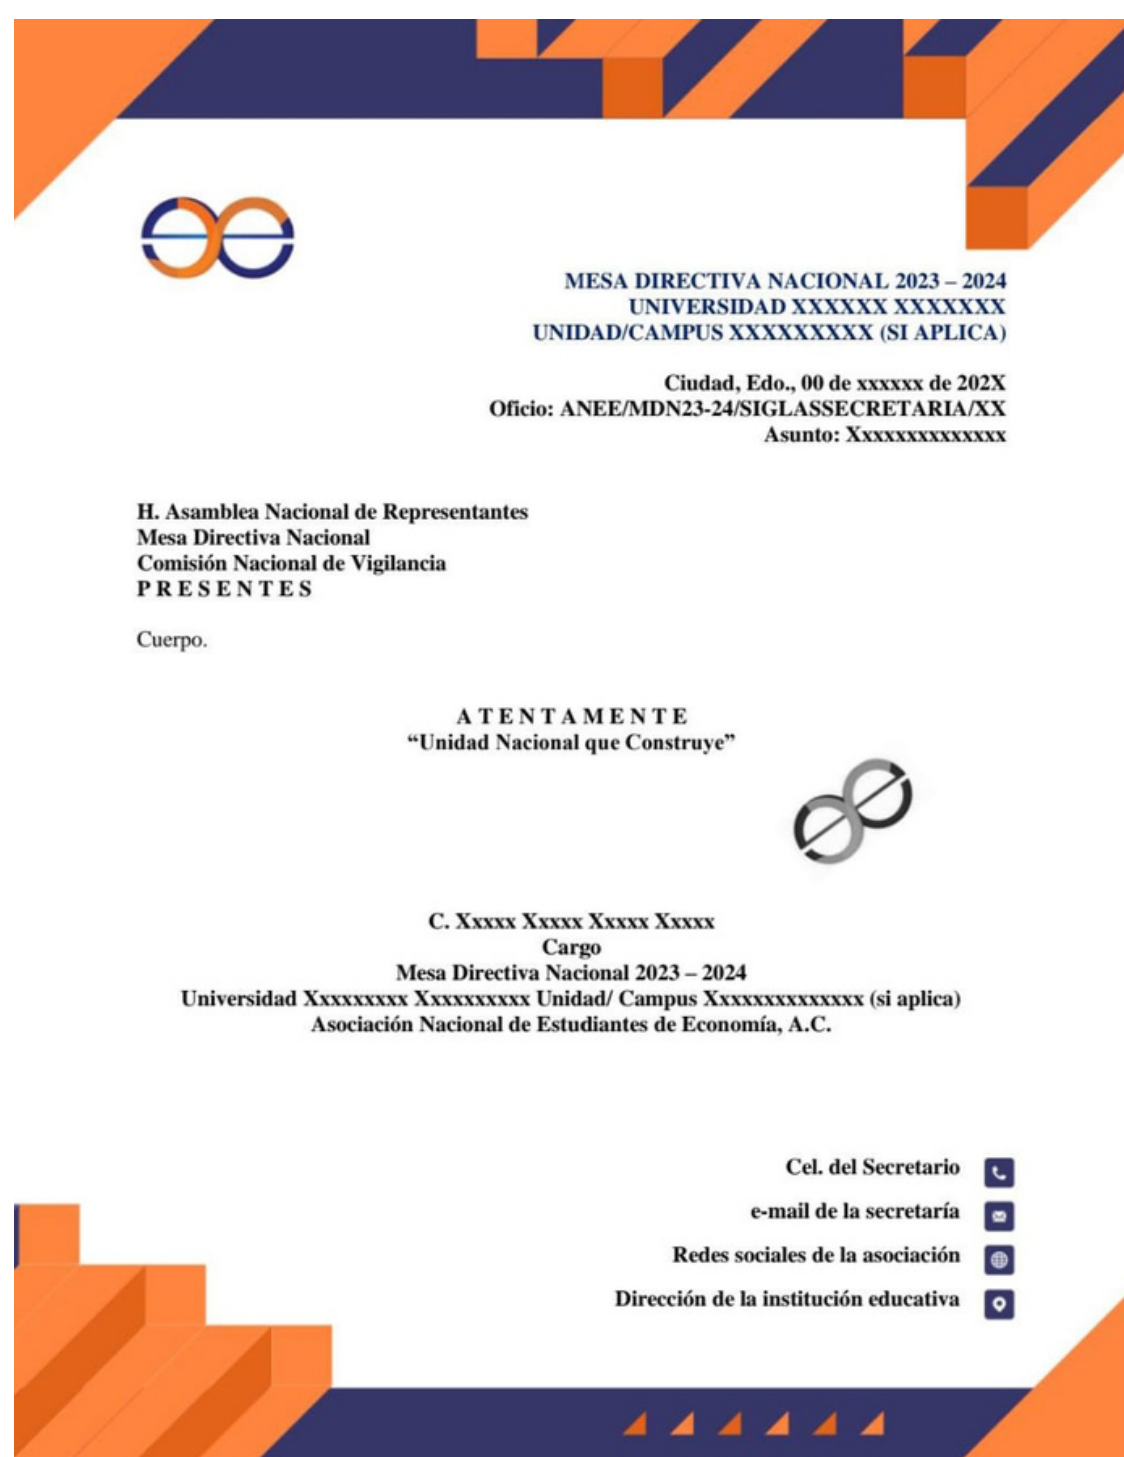 MESA DIRECTIVA NACIONAL 2023 – 2024
UNIVERSIDAD XXXXXX XXXXXXX
UNIDAD/CAMPUS XXXXXXXXX (SI APLICA)
Ciudad, Edo., 00 de xxxxxx de 202X
Oficio: ANEE/MDN23-24/SIGLASSECRETARIA/XX
Asunto: Xxxxxxxxxxxxxx
H. Asamblea Nacional de Representantes
Mesa Directiva Nacional
Comisión Nacional de Vigilancia
P R E S E N T E S
Cuerpo.
A T E N T A M E N T E
“Unidad Nacional que Construye”
C. Xxxxx Xxxxx Xxxxx Xxxxx
Cargo
Mesa Directiva Nacional 2023 – 2024
Universidad Xxxxxxxxx Xxxxxxxxxx Unidad/ Campus Xxxxxxxxxxxxxx (si aplica)
Asociación Nacional de Estudiantes de Economía, A.C.
Cel. del Secretario
e-mail de la secretaría
Redes sociales de la asociación
Dirección de la institución educativa